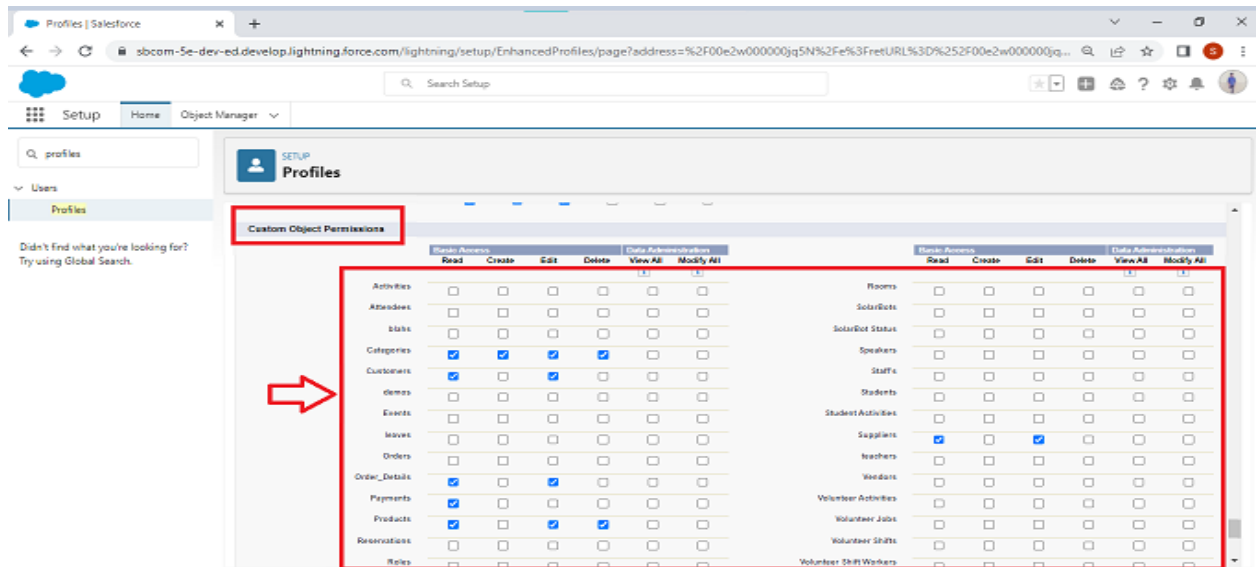 Profiles | Salesforce
sbcom-5e-dev-ed.develop.lightning.force.com/lightning/setup/EnhancedProfiles/page?address=%2F00e2w000000jq5N%2Fe%3FretURL%3D%252F00e2w000000jq...
S
Search Setup
Setup Home Object Manager
profiles
SETUP
Profiles
Users
Profiles
Didn't find what you're looking for?
Try using Global Search.
Custom Object Permissions
Basic Access Data Administration Basic Access Data Administration
Read Create Edit Delete View All Modify All Read Create Edit Delete View All Modify All
Activities Rooms
Attendees SolarBots
blahs SolarBot Status
Categories Speakers
Customers Staffs
demos Students
Events Student Activities
leaves Suppliers
Orders teachers
Order_Details Vendors
Payments Volunteer Activities
Products Volunteer Jobs
Reservations Volunteer Shifts
Roles Volunteer Shift Workers